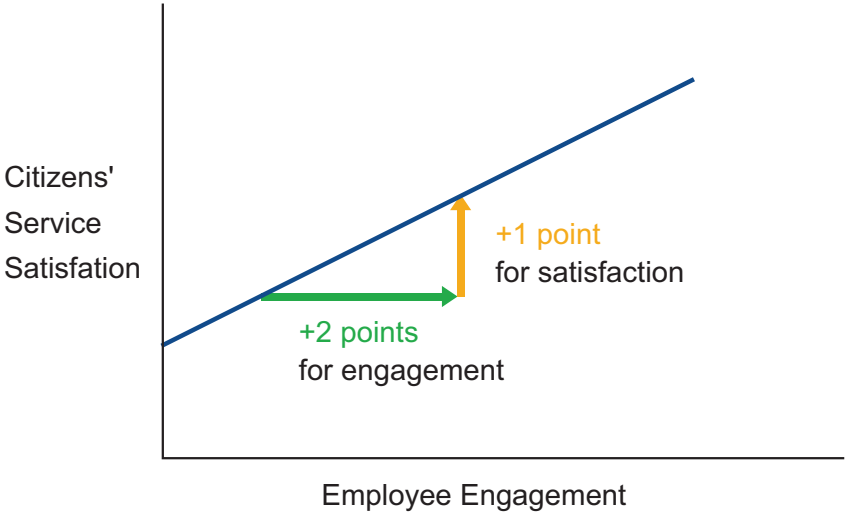 Citizens'
Service
Satisfation
+1 point
for satisfaction
+2 points
for engagement
Employee Engagement